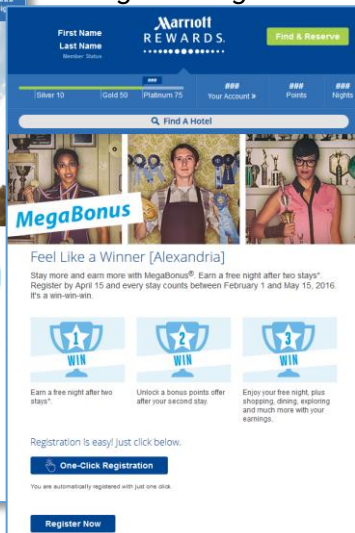 First Name
Last Name
Member Status
Marriott
REWARDS.
Find & Reserve
###
Silver 10
Gold 50
Platinum 75
###
Your Account »
###
Points
###
Nights
Find A Hotel
MegaBonus
Feel Like a Winner [Alexandria]
Stay more and earn more with MegaBonus®. Earn a free night after two stays*.
Register by April 15 and every stay counts between February 1 and May 15, 2016.
It's a win-win-win.
1
WIN
2
WIN
3
WIN
Earn a free night after two
stays*.
Unlock a bonus points offer
after your second stay.
Enjoy your free night, plus
shopping, dining, exploring
and much more with your
earnings.
Registration is easy! Just click below.
One-Click Registration
You are automatically registered with just one click.
Register Now